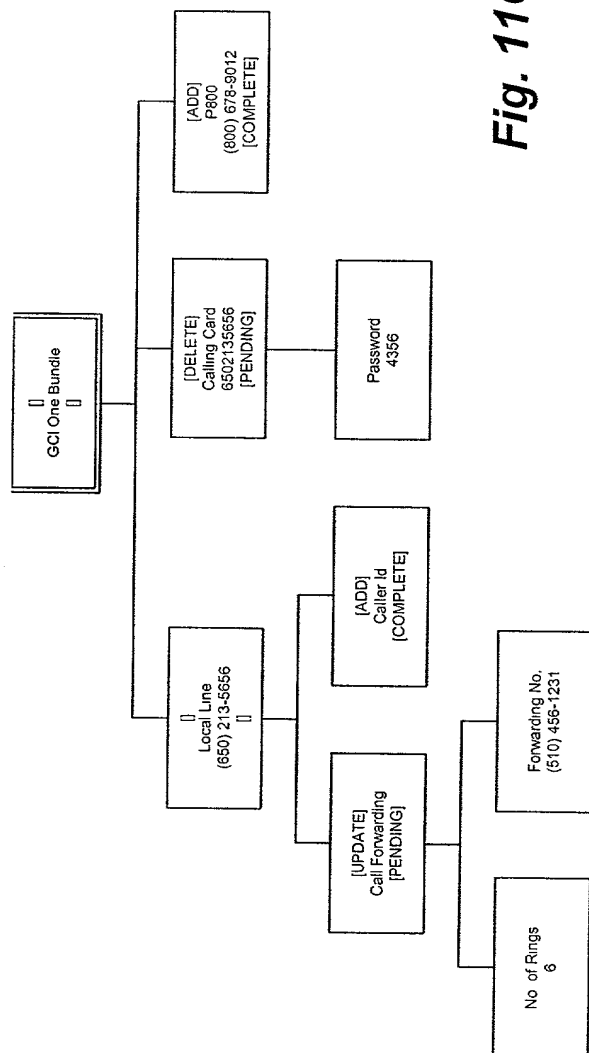 []
GCI One Bundle
[]
[]
Local Line
(650) 213-5656
[]
[DELETE]
Calling Card
6502135656
[PENDING]
[ADD]
P800
(800) 678-9012
[COMPLETE]
[UPDATE]
Call Forwarding
[PENDING]
[ADD]
Caller Id
[COMPLETE]
Password
4356
No of Rings
6
Forwarding No.
(510) 456-1231
Fig.